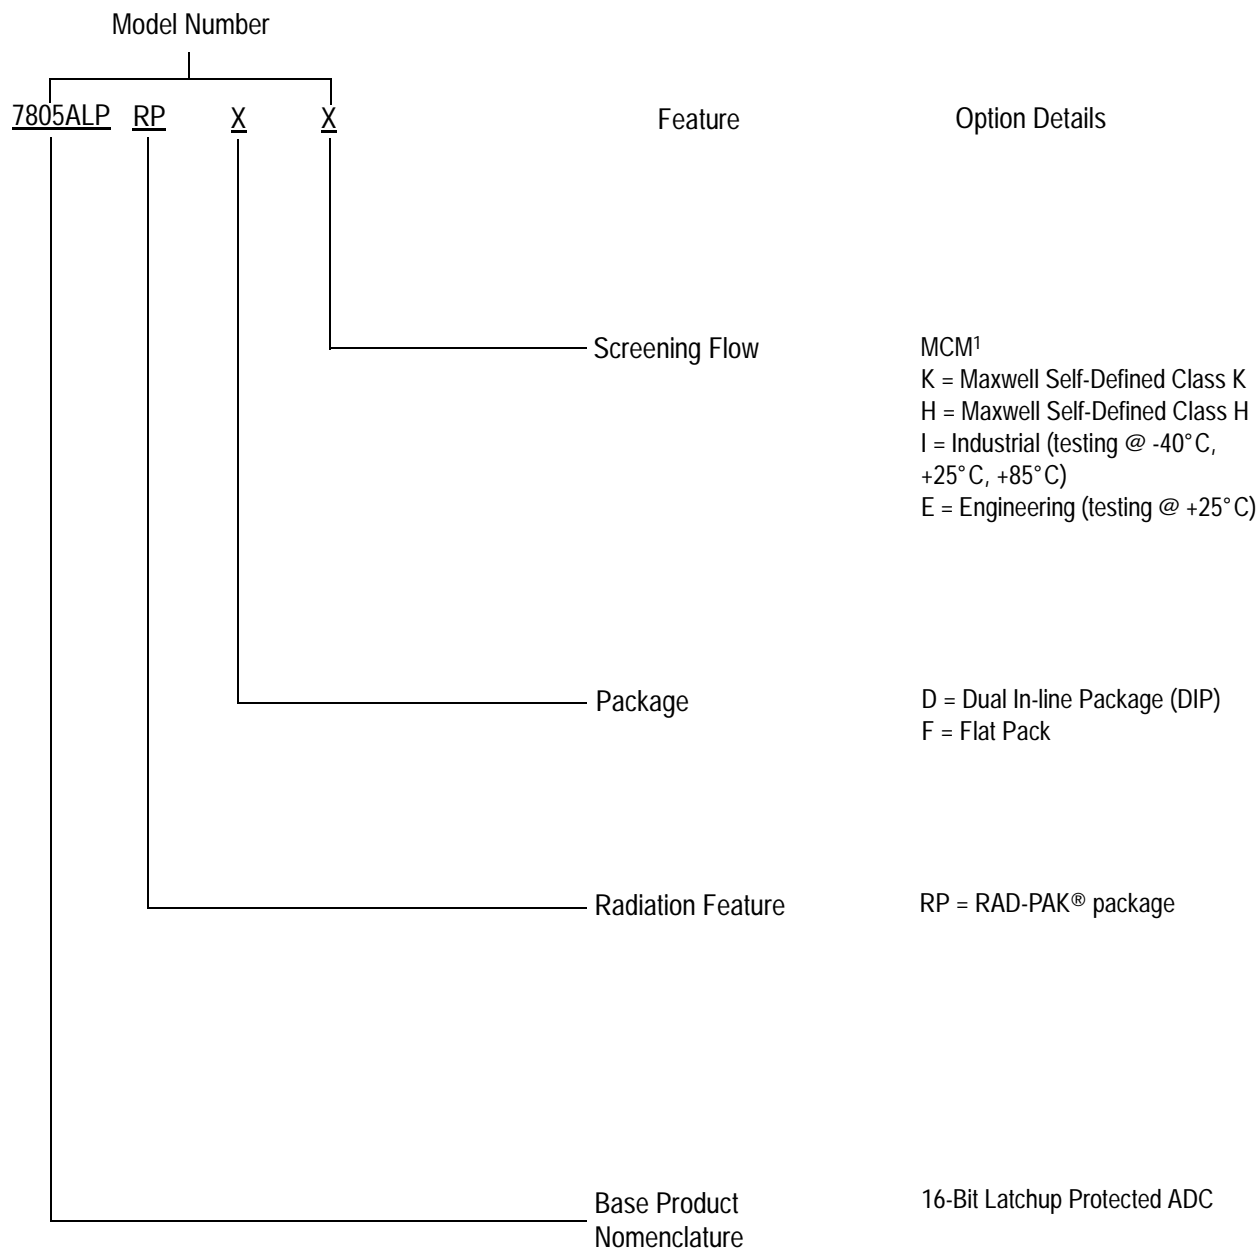 Model Number
7805ALP RP X X
Feature Option Details
Screening Flow
MCM1
K = Maxwell Self-Defined Class K
H = Maxwell Self-Defined Class H
I = Industrial (testing @ -40°C,
+25°C, +85°C)
E = Engineering (testing @ +25°C)
Package
D = Dual In-line Package (DIP)
F = Flat Pack
Radiation Feature
RP = RAD-PAK® package
Base Product
Nomenclature
16-Bit Latchup Protected ADC